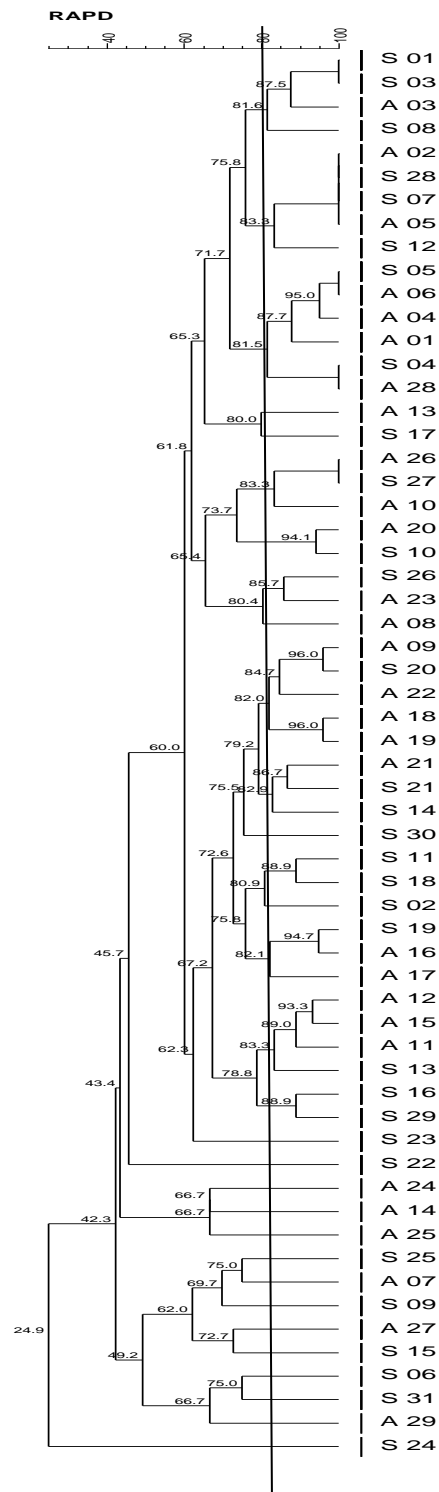 RAPD
40 60 80 100
S 01
S 03
87.5
A 03
81.6
S 08
A 02
75.8
S 28
S 07
83.3
A 05
S 12
71.7
S 05
95.0
A 06
87.7
A 04
65.3
81.5
A 01
S 04
A 28
80.0
A 13
S 17
61.8
A 26
83.3
S 27
73.7
A 10
94.1
A 20
65.4
S 10
85.7
S 26
80.4
A 23
A 08
96.0
A 09
84.7
S 20
82.0
A 22
96.0
A 18
79.2
A 19
60.0
86.7
A 21
75.5
82.9
S 21
S 14
S 30
72.6
88.9
S 11
80.9
S 18
75.8
S 02
94.7
S 19
45.7
82.1
A 16
67.2
A 17
93.3
A 12
89.0
A 15
62.3
83.3
A 11
78.8
S 13
43.4
88.9
S 16
S 29
S 23
S 22
66.7
A 24
42.3
66.7
A 14
A 25
75.0
S 25
69.7
A 07
62.0
S 09
24.9
72.7
A 27
49.2
S 15
75.0
S 06
66.7
S 31
A 29
S 24